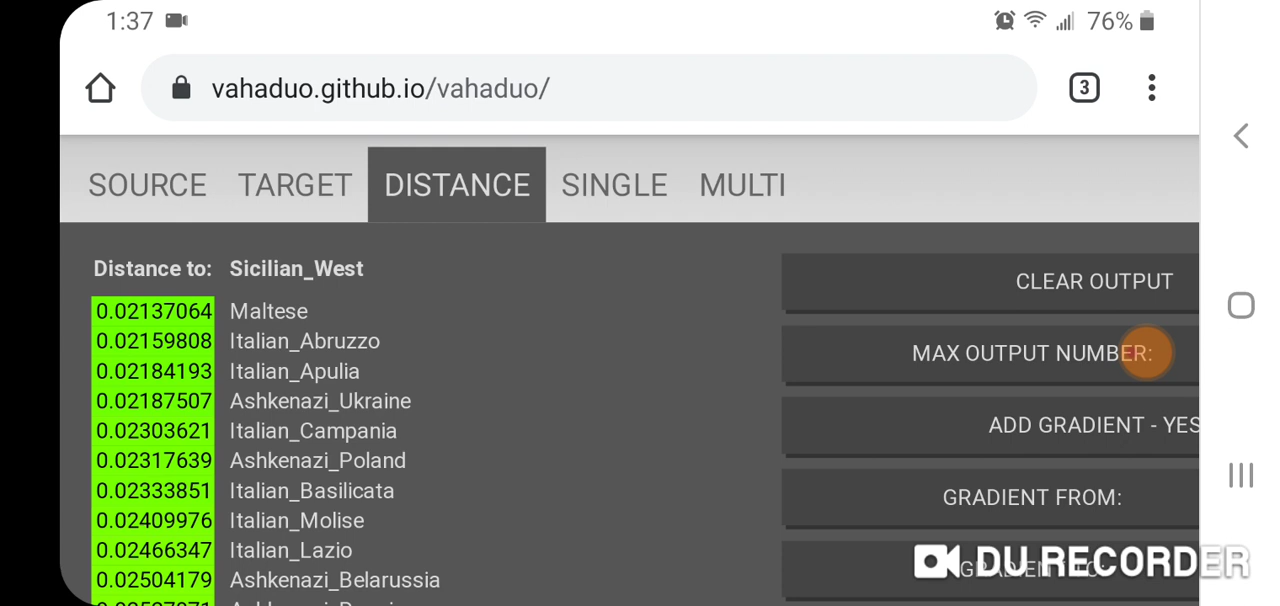 1:37
76%
vahaduo.github.io/vahaduo/
3
SOURCE TARGET DISTANCE SINGLE MULTI
Distance to: Sicilian_West
0.02137064 Maltese
0.02159808 Italian_Abruzzo
0.02184193 Italian_Apulia
0.02187507 Ashkenazi_Ukraine
0.02303621 Italian_Campania
0.02317639 Ashkenazi_Poland
0.02333851 Italian_Basilicata
0.02409976 Italian_Molise
0.02466347 Italian_Lazio
0.02504179 Ashkenazi_Belarussia
CLEAR OUTPUT
MAX OUTPUT NUMBER:
ADD GRADIENT - YES
GRADIENT FROM:
DU RECORDER